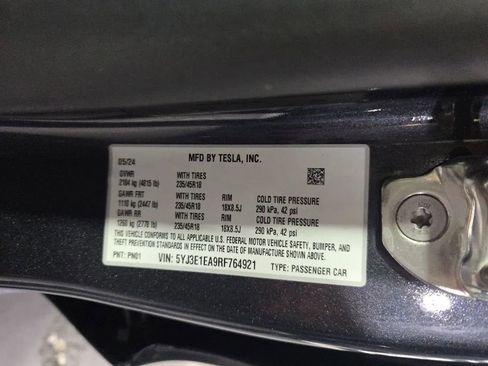 MFD BY TESLA, INC.
05/24
GVWR WITH TIRES
2184 kg (4815 lb) 235/45R18
GAWR FRT WITH TIRES RIM COLD TIRE PRESSURE
1110 kg (2447 lb) 235/45R18 18X8.5J 290 kPa, 42 psi
GAWR RR WITH TIRES RIM COLD TIRE PRESSURE
1260 kg (2778 lb) 235/45R18 18X8.5J 290 kPa, 42 psi
THIS VEHICLE CONFORMS TO ALL APPLICABLE U.S. FEDERAL MOTOR VEHICLE SAFETY, BUMPER, AND
THEFT PREVENTION STANDARDS IN EFFECT ON THE DATE OF MANUFACTURE SHOWN ABOVE.
PNT: PN01 VIN: 5YJ3E1EA9RF764921 TYPE: PASSENGER CAR